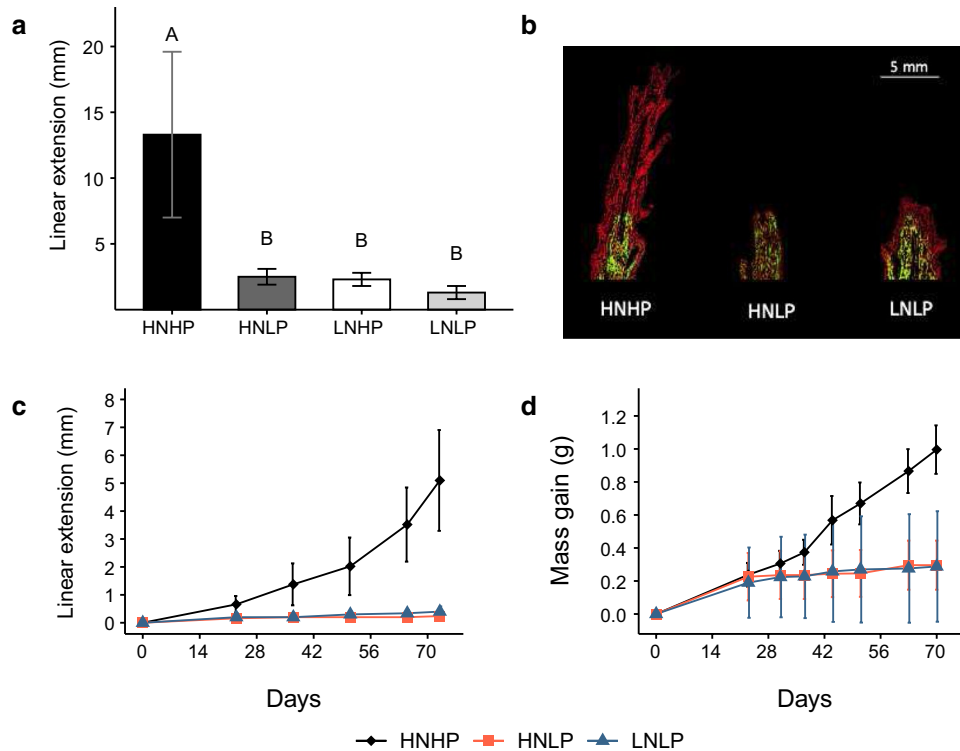 a
Linear extension (mm)
20
15
10
5
A
B
B
B
HNHP HNLP LNHP LNLP
b
5 mm
HNHP HNLP LNLP
c
Linear extension (mm)
8
7
6
5
4
3
2
1
0
0 14 28 42 56 70
Days
d
Mass gain (g)
1.2
1.0
0.8
0.6
0.4
0.2
0.0
0 14 28 42 56 70
Days
HNHP HNLP LNLP